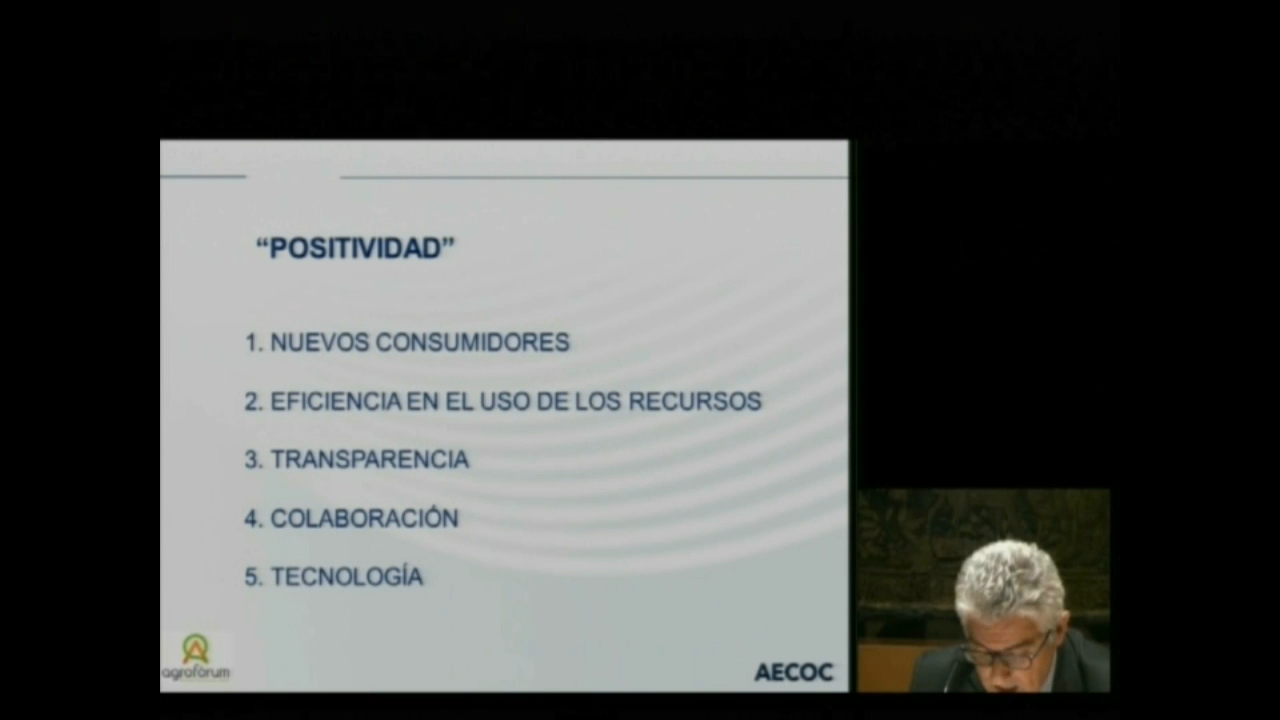 “POSITIVIDAD”
1. NUEVOS CONSUMIDORES
2. EFICIENCIA EN EL USO DE LOS RECURSOS
3. TRANSPARENCIA
4. COLABORACIÓN
5. TECNOLOGÍA
agrofòrum
AECOC